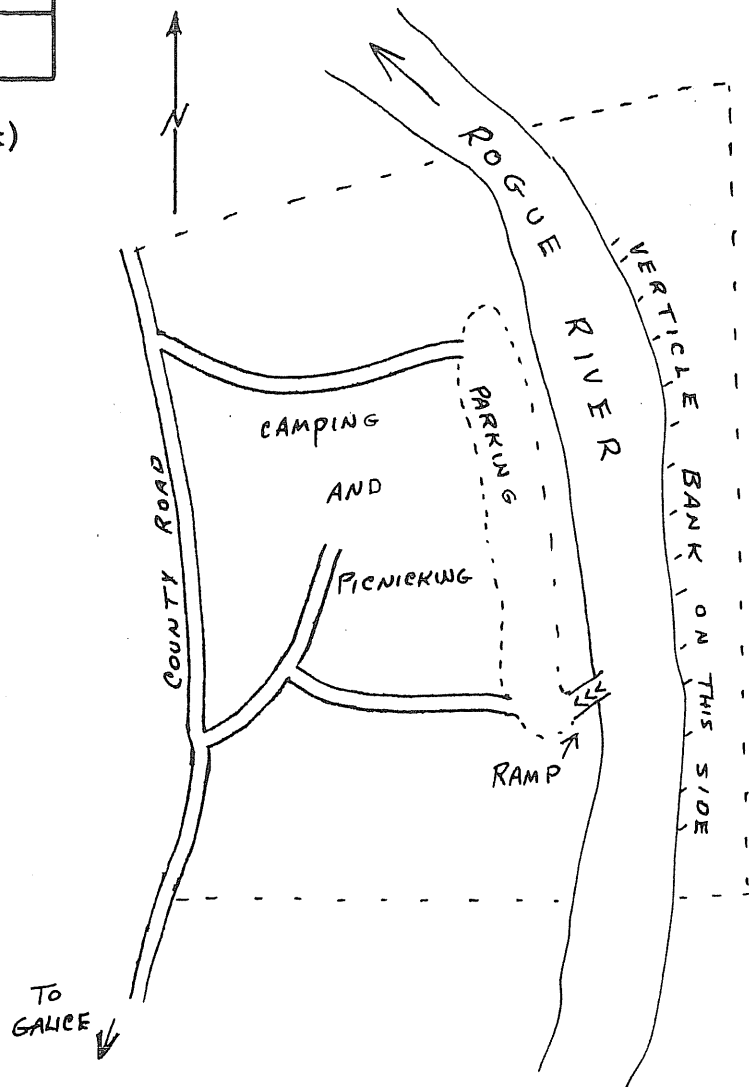 N
ROGUE RIVER
VERTICLE BANK ON THIS SIDE
CAMPING
AND
PICNICKING
PARKING
COUNTY ROAD
RAMP
TO
GALICE